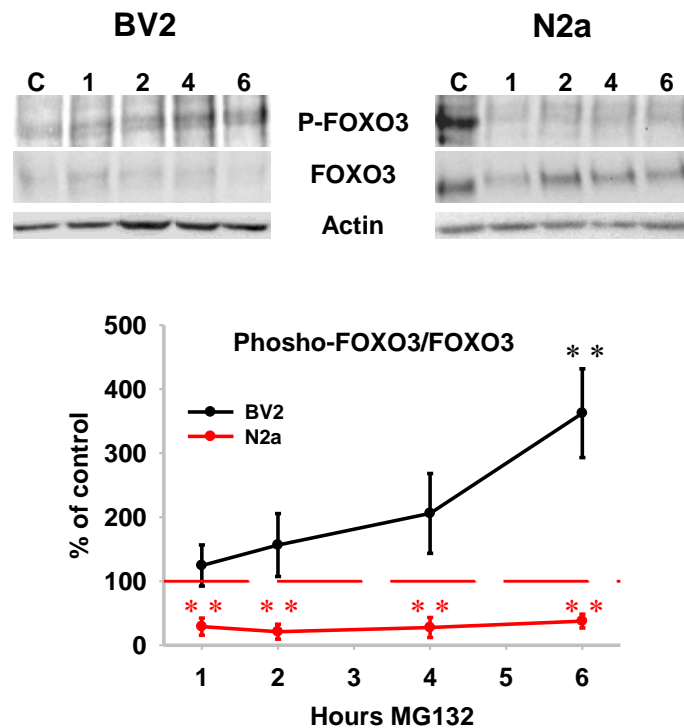 BV2 N2a
C 1 2 4 6 C 1 2 4 6
P-FOXO3
FOXO3
Actin
500
Phosho-FOXO3/FOXO3
* *
400
BV2
N2a
300
200
100
* * * * * * * *
0
1 2 3 4 5 6
% of control
Hours MG132